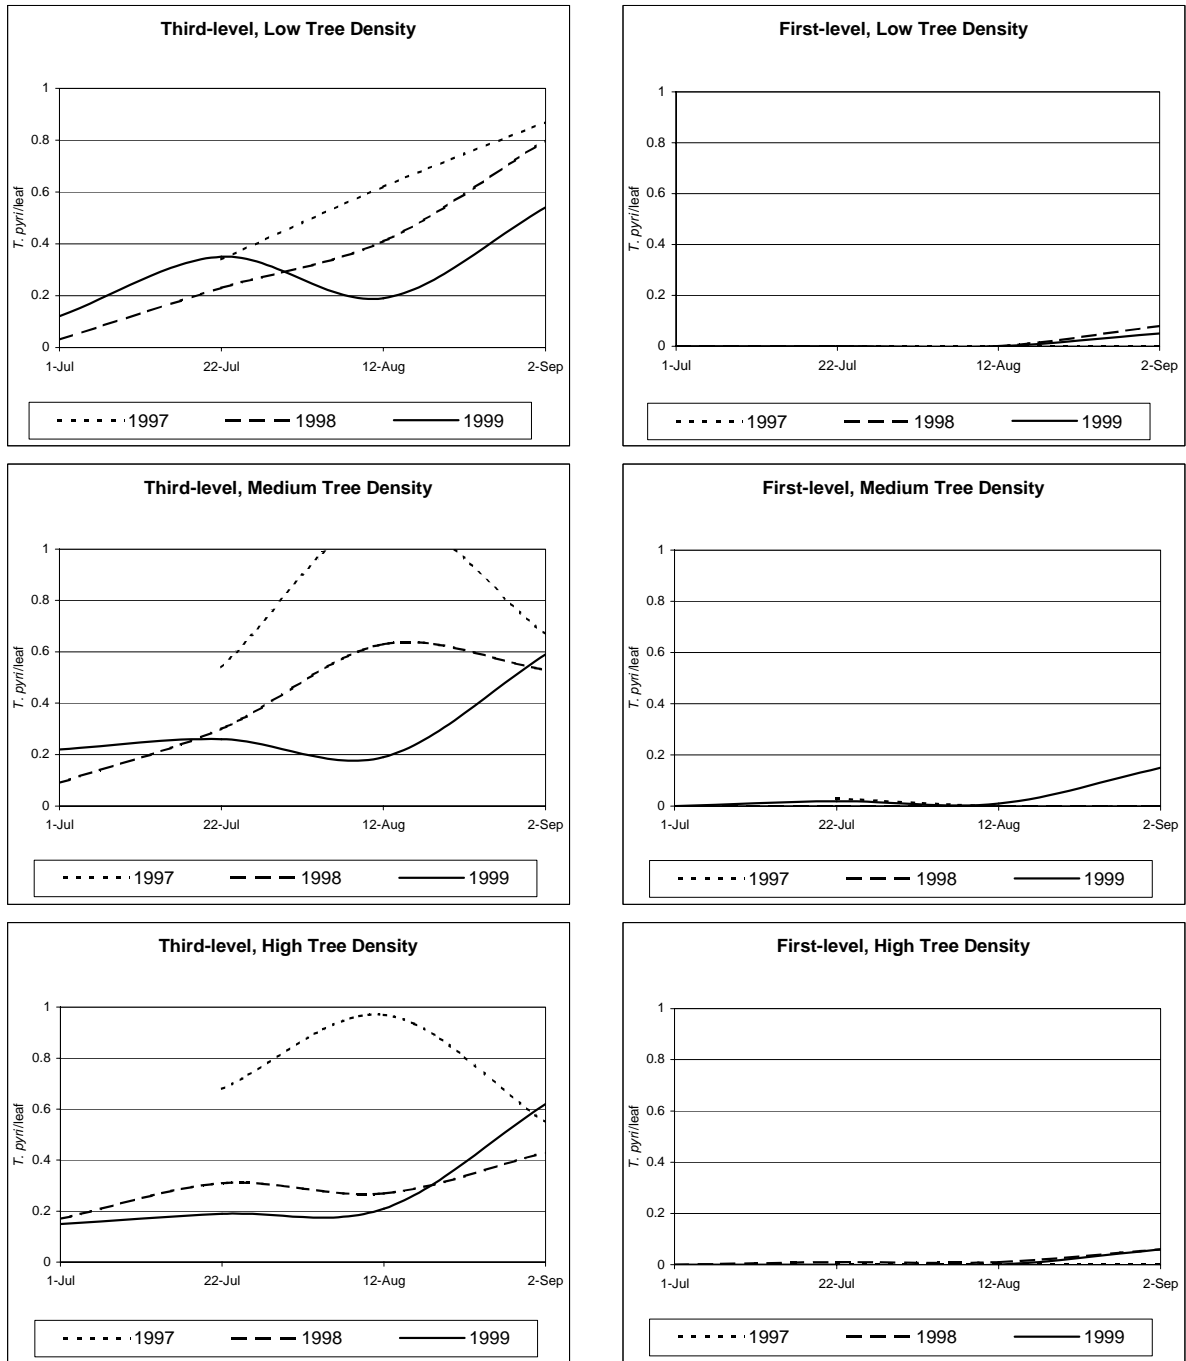 Third-level, Low Tree Density
T. pyri/leaf
1
0.8
0.6
0.4
0.2
0
1-Jul 22-Jul 12-Aug 2-Sep
1997 1998 1999
First-level, Low Tree Density
T. pyri/leaf
1
0.8
0.6
0.4
0.2
0
1-Jul 22-Jul 12-Aug 2-Sep
1997 1998 1999
Third-level, Medium Tree Density
T. pyri/leaf
1
0.8
0.6
0.4
0.2
0
1-Jul 22-Jul 12-Aug 2-Sep
1997 1998 1999
First-level, Medium Tree Density
T. pyri/leaf
1
0.8
0.6
0.4
0.2
0
1-Jul 22-Jul 12-Aug 2-Sep
1997 1998 1999
Third-level, High Tree Density
T. pyri/leaf
1
0.8
0.6
0.4
0.2
0
1-Jul 22-Jul 12-Aug 2-Sep
1997 1998 1999
First-level, High Tree Density
T. pyri/leaf
1
0.8
0.6
0.4
0.2
0
1-Jul 22-Jul 12-Aug 2-Sep
1997 1998 1999